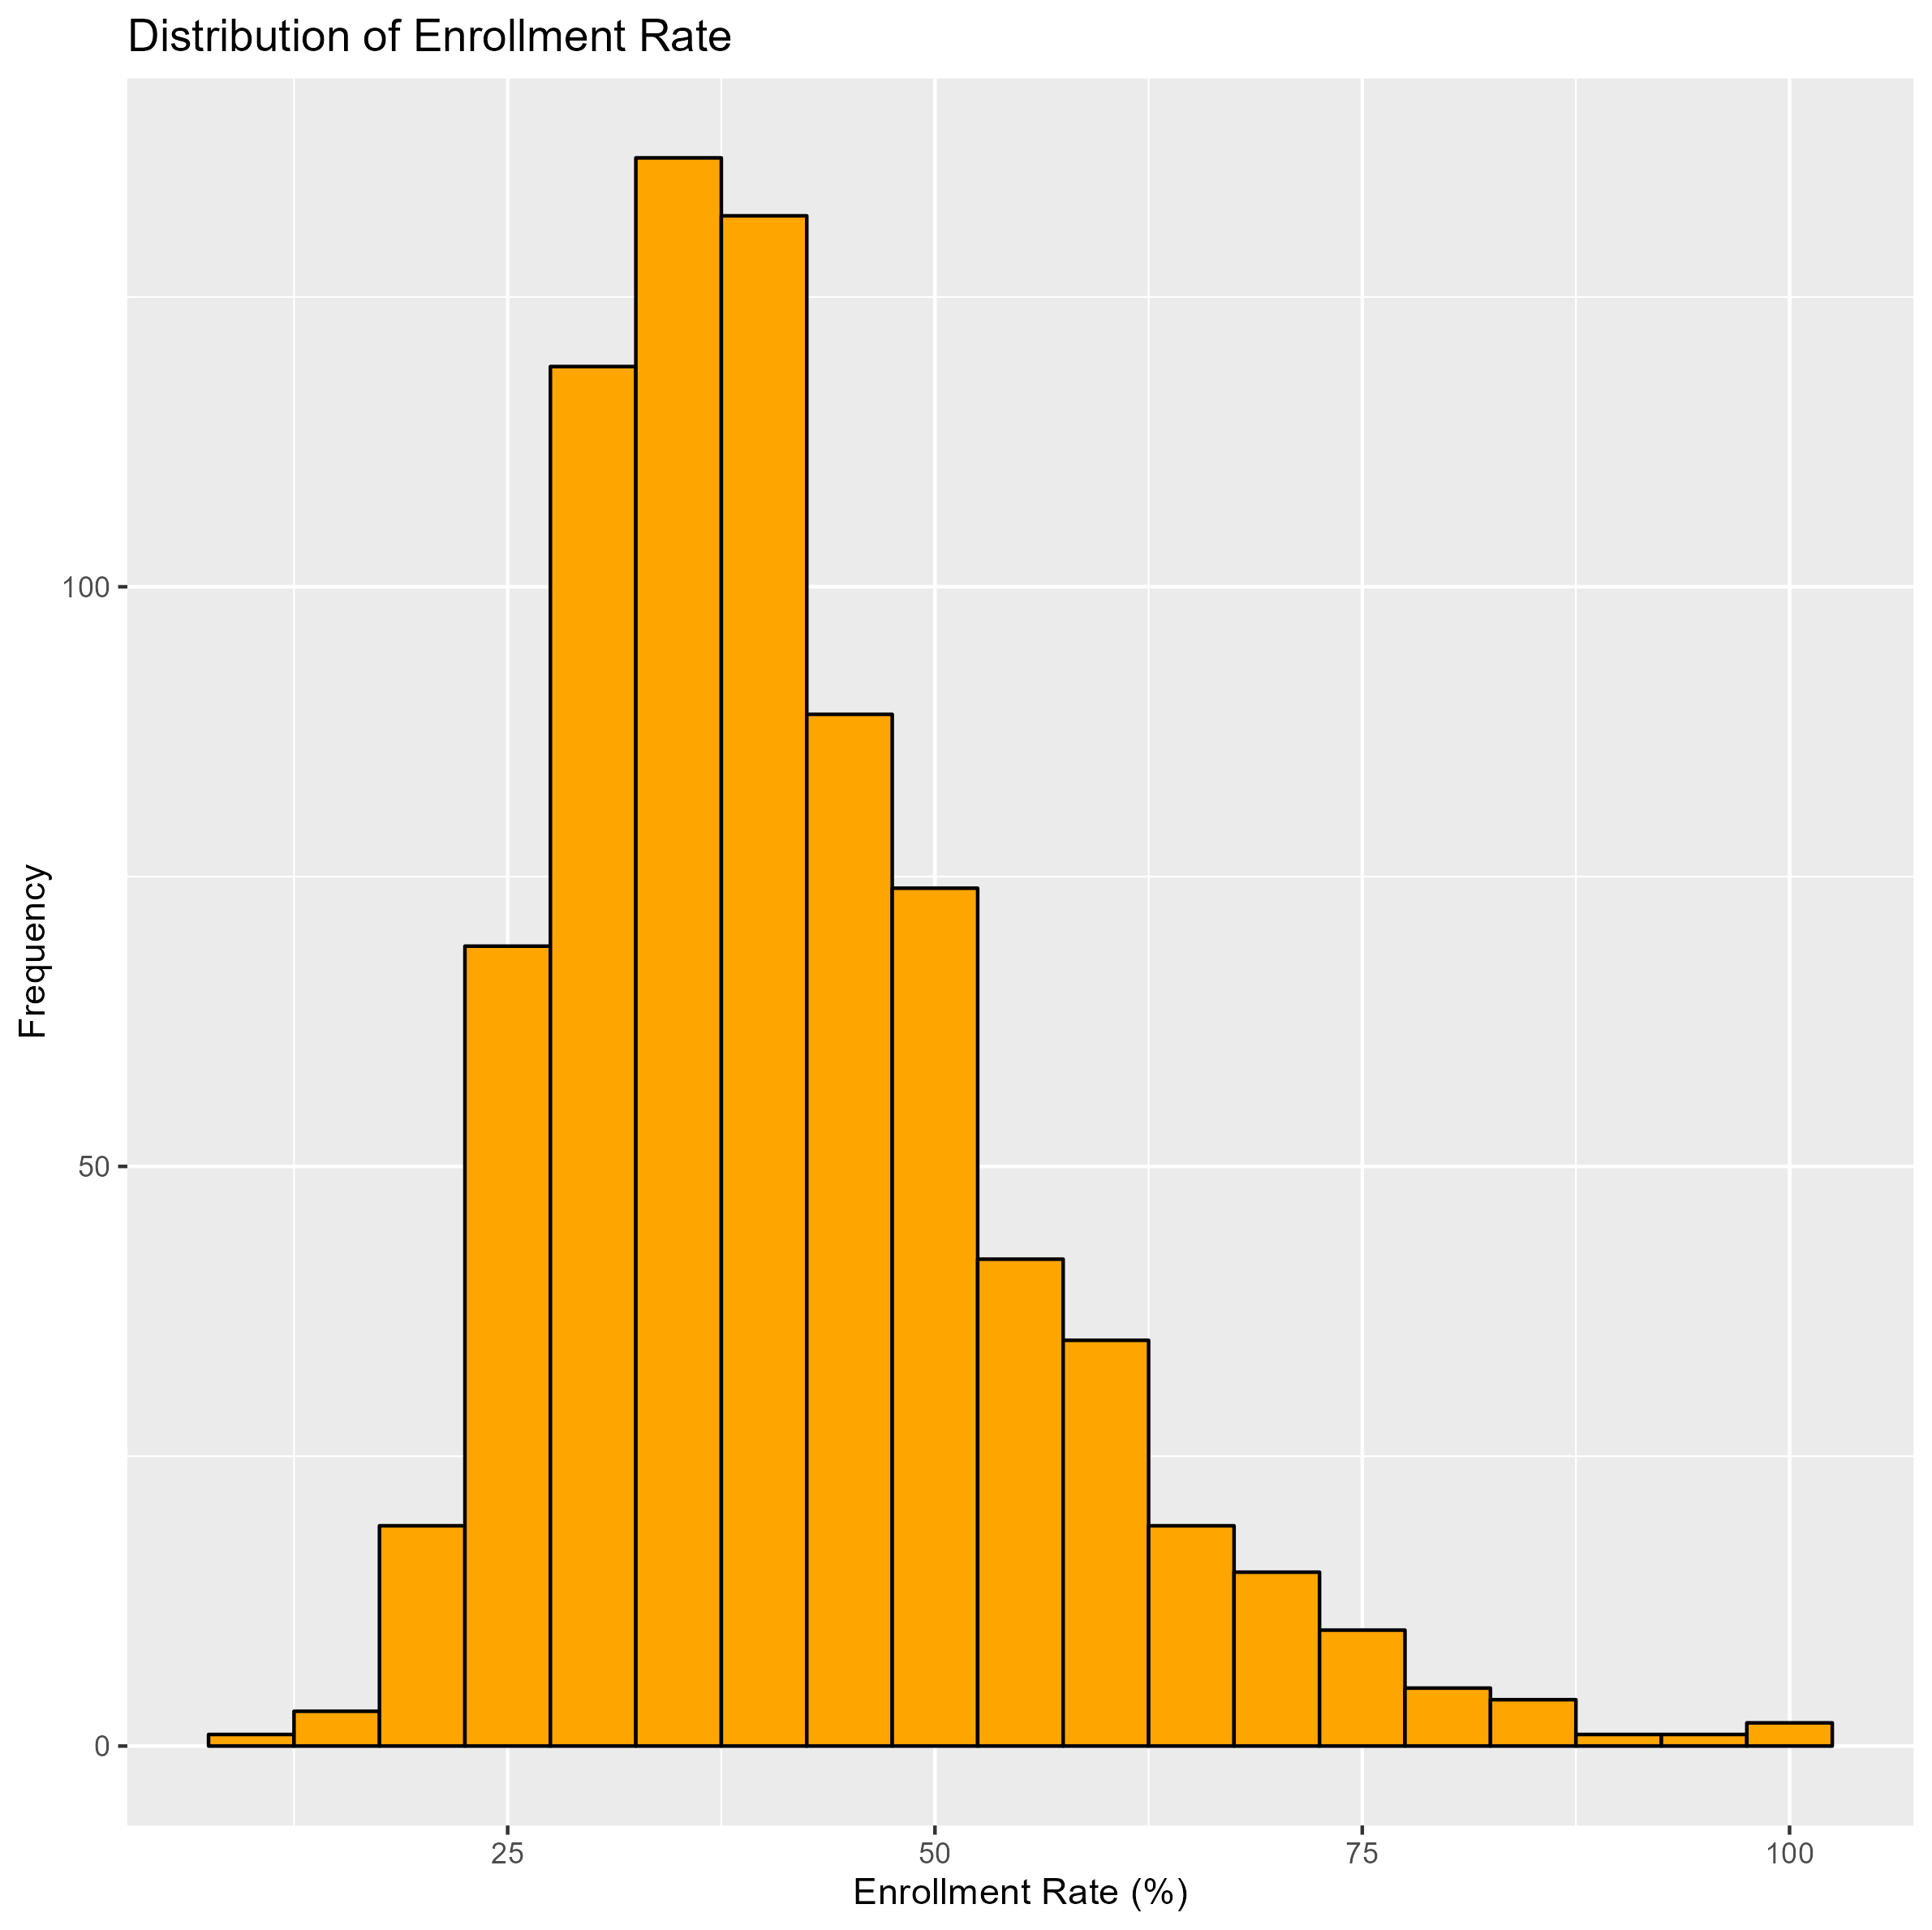 Distribution of Enrollment Rate
100
50
0
Frequency
25 50 75 100
Enrollment Rate (%)